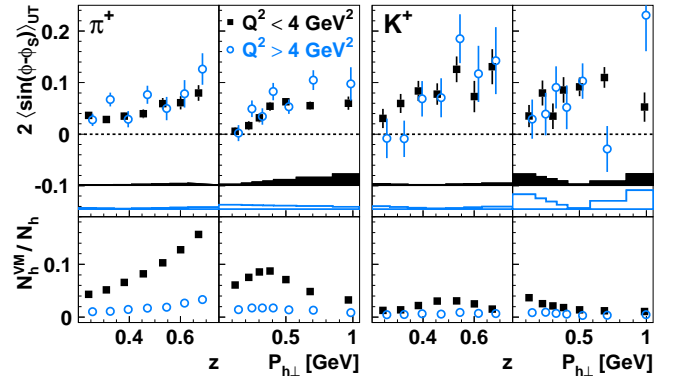 2 ⟨sin(ϕ-ϕS)⟩UT
0.2
0.1
0
-0.1
π+
Q2 < 4 GeV2
Q2 > 4 GeV2
K+
NhVM / Nh
0.1
0
0.4
0.6
z
0
0.5
1
Ph⊥ [GeV]
0.4
0.6
z
0
0.5
1
Ph⊥ [GeV]